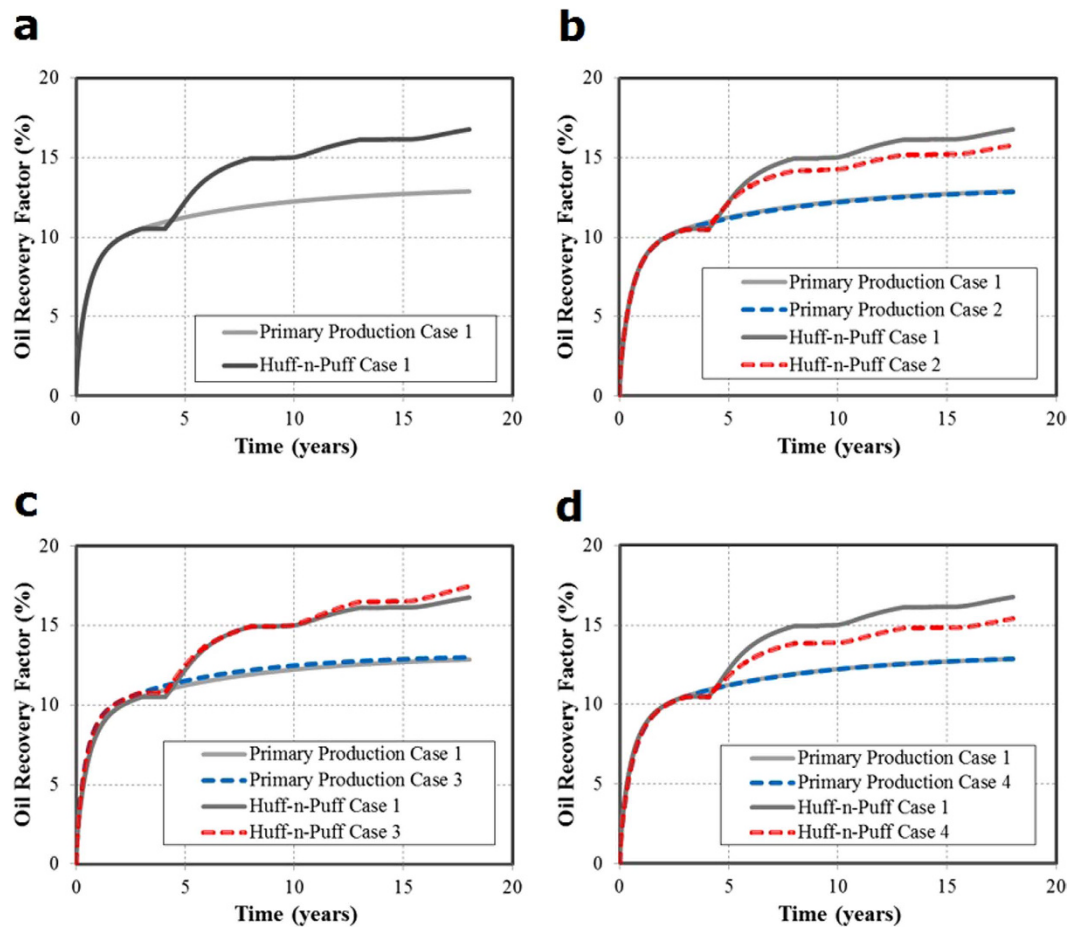 a
20
15
10
5
0
0 5 10 15 20
Oil Recovery Factor (%)
Time (years)
Primary Production Case 1
Huff-n-Puff Case 1
b
20
15
10
5
0
0 5 10 15 20
Oil Recovery Factor (%)
Time (years)
Primary Production Case 1
Primary Production Case 2
Huff-n-Puff Case 1
Huff-n-Puff Case 2
c
20
15
10
5
0
0 5 10 15 20
Oil Recovery Factor (%)
Time (years)
Primary Production Case 1
Primary Production Case 3
Huff-n-Puff Case 1
Huff-n-Puff Case 3
d
20
15
10
5
0
0 5 10 15 20
Oil Recovery Factor (%)
Time (years)
Primary Production Case 1
Primary Production Case 4
Huff-n-Puff Case 1
Huff-n-Puff Case 4